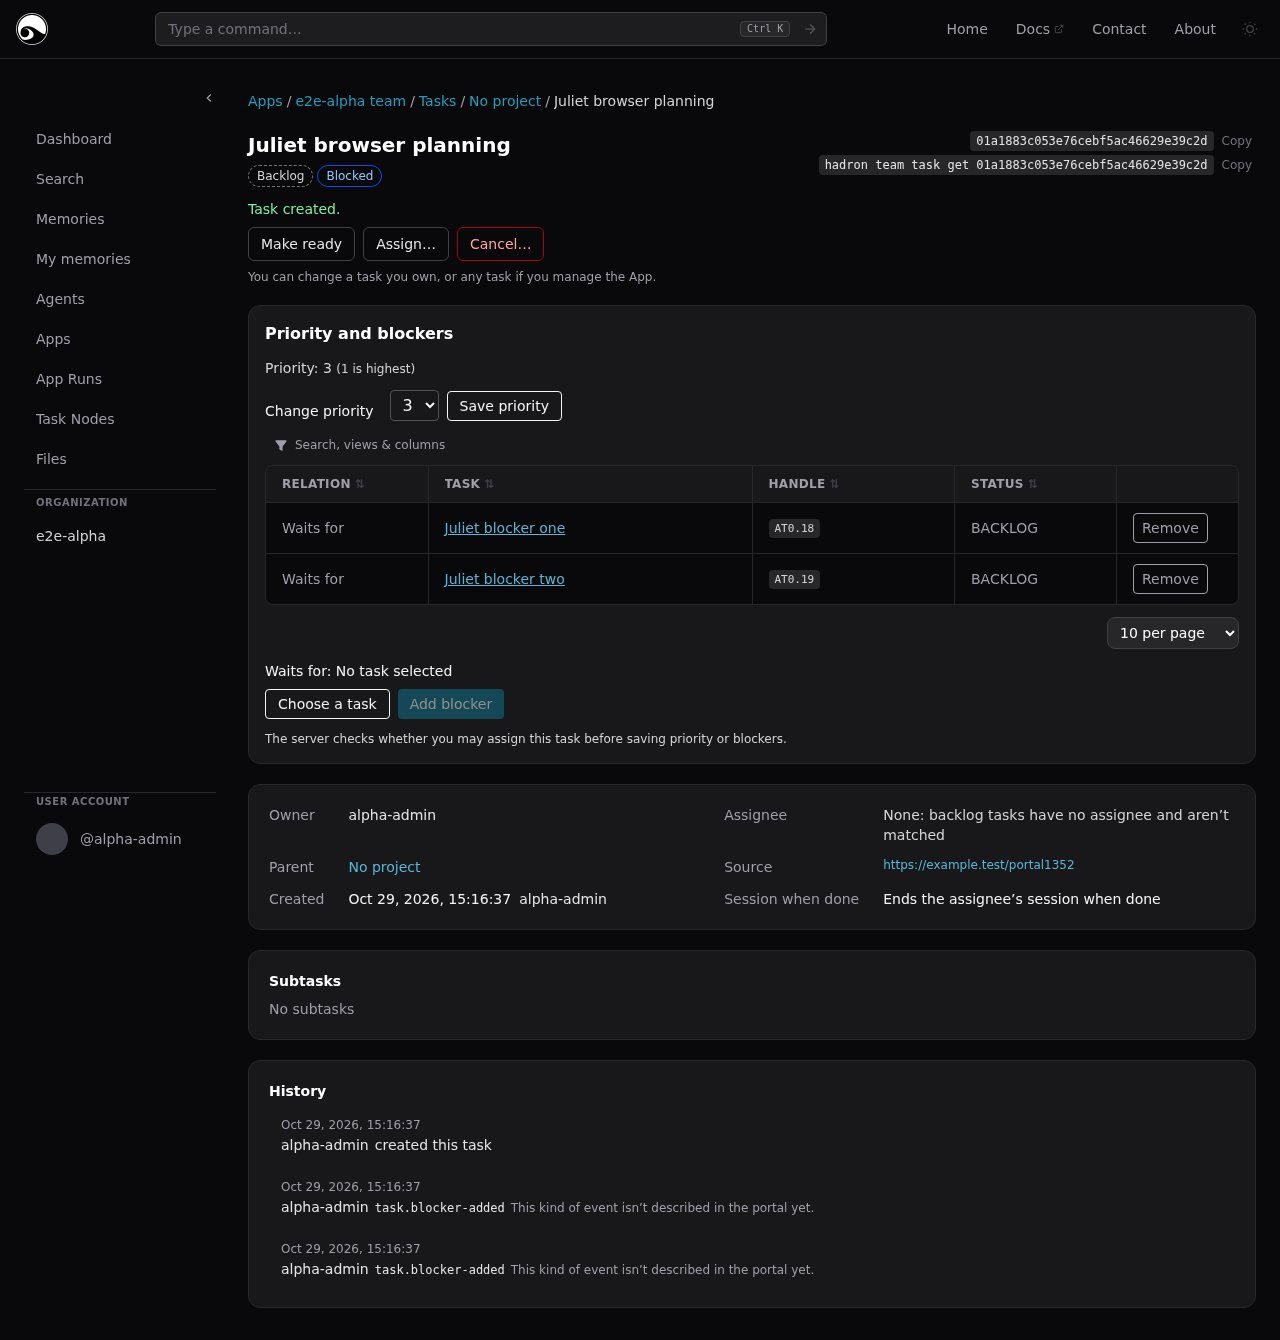 Type a command...
Ctrl K
Home
Docs
Contact
About
Dashboard
Search
Memories
My memories
Agents
Apps
App Runs
Task Nodes
Files
ORGANIZATION
e2e-alpha
USER ACCOUNT
@alpha-admin
Apps / e2e-alpha team / Tasks / No project / Juliet browser planning
Juliet browser planning
Backlog Blocked
01a1883c053e76cebf5ac46629e39c2d Copy
hadron team task get 01a1883c053e76cebf5ac46629e39c2d Copy
Task created.
Make ready Assign… Cancel…
You can change a task you own, or any task if you manage the App.
Priority and blockers
Priority: 3 (1 is highest)
Change priority 3 Save priority
Search, views & columns
RELATION TASK HANDLE STATUS
Waits for Juliet blocker one AT0.18 BACKLOG Remove
Waits for Juliet blocker two AT0.19 BACKLOG Remove
10 per page
Waits for: No task selected
Choose a task Add blocker
The server checks whether you may assign this task before saving priority or blockers.
Owner alpha-admin
Assignee None: backlog tasks have no assignee and aren’t
matched
Parent No project
Source https://example.test/portal1352
Created Oct 29, 2026, 15:16:37 alpha-admin
Session when done Ends the assignee’s session when done
Subtasks
No subtasks
History
Oct 29, 2026, 15:16:37
alpha-admin created this task
Oct 29, 2026, 15:16:37
alpha-admin task.blocker-added This kind of event isn’t described in the portal yet.
Oct 29, 2026, 15:16:37
alpha-admin task.blocker-added This kind of event isn’t described in the portal yet.